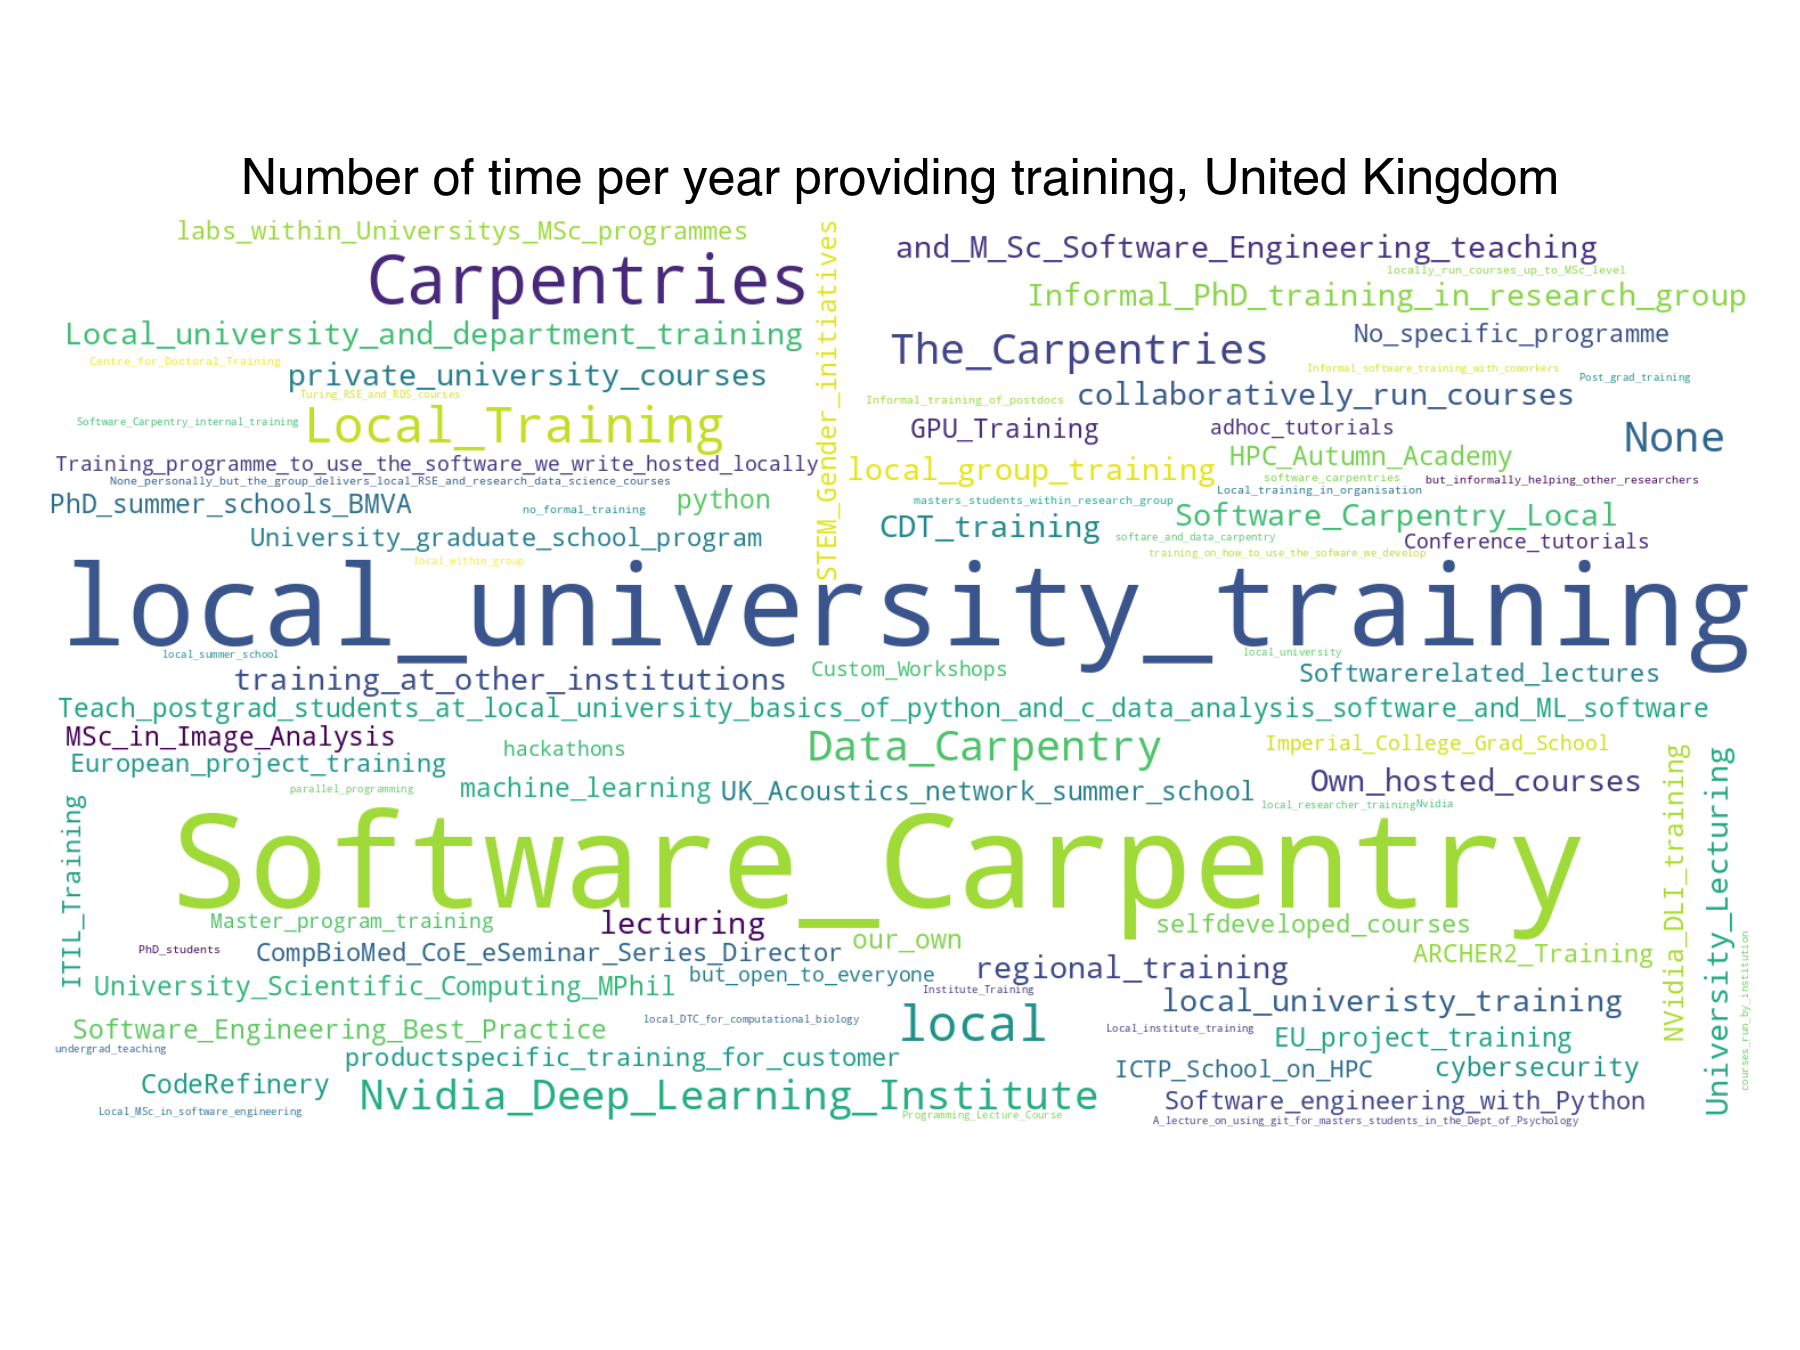 Number of time per year providing training, United Kingdom
labs_within_Universitys_MSc_programmes
STEM_Gender_initiatives
and_M_Sc_Software_Engineering_teaching
Carpentries
locally_run_courses_up_to_MSc_level
Informal_PhD_training_in_research_group
Local_university_and_department_training
The_Carpentries
No_specific_programme
Centre_for_Doctoral_Training
private_university_courses
Informal_software_training_with_coworkers
Post_grad_training
Turing_RSE_and_RDS_courses
Informal_training_of_postdocs
collaboratively_run_courses
Software_Carpentry_internal_training
Local_Training
GPU_Training
adhoc_tutorials
None
Training_programme_to_use_the_software_we_write_hosted_locally
local_group_training
HPC_Autumn_Academy
None_personally_but_the_group_delivers_local_RSE_and_research_data_science_courses
software_carpentries
but_informally_helping_other_researchers
Local_training_in_organisation
PhD_summer_schools_BMVA
no_formal_training
python
masters_students_within_research_group
CDT_training
Software_Carpentry_Local
University_graduate_school_program
softare_and_data_carpentry
Conference_tutorials
local_within_group
training_on_how_to_use_the_sofware_we_develop
local_university_training
local_summer_school
local_university
training_at_other_institutions
Custom_Workshops
Softwarerelated_lectures
Teach_postgrad_students_at_local_university_basics_of_python_and_c_data_analysis_software_and_ML_software
MSc_in_Image_Analysis
hackathons
Data_Carpentry
Imperial_College_Grad_School
European_project_training
parallel_programming
machine_learning
UK_Acoustics_network_summer_school
Own_hosted_courses
local_researcher_training
Nvidia
NVidia_DLI_training
University_Lecturing
ITIL_Training
Software_Carpentry
Master_program_training
lecturing
selfdeveloped_courses
PhD_students
CompBioMed_CoE_eSeminar_Series_Director
our_own
ARCHER2_Training
courses_run_by_institution
University_Scientific_Computing_MPhil
but_open_to_everyone
regional_training
Institute_Training
local_univeristy_training
Software_Engineering_Best_Practice
local_DTC_for_computational_biology
local
Local_institute_training
EU_project_training
undergrad_teaching
productspecific_training_for_customer
ICTP_School_on_HPC
cybersecurity
CodeRefinery
Nvidia_Deep_Learning_Institute
Software_engineering_with_Python
Local_MSc_in_software_engineering
Programming_Lecture_Course
A_lecture_on_using_git_for_masters_students_in_the_Dept_of_Psychology